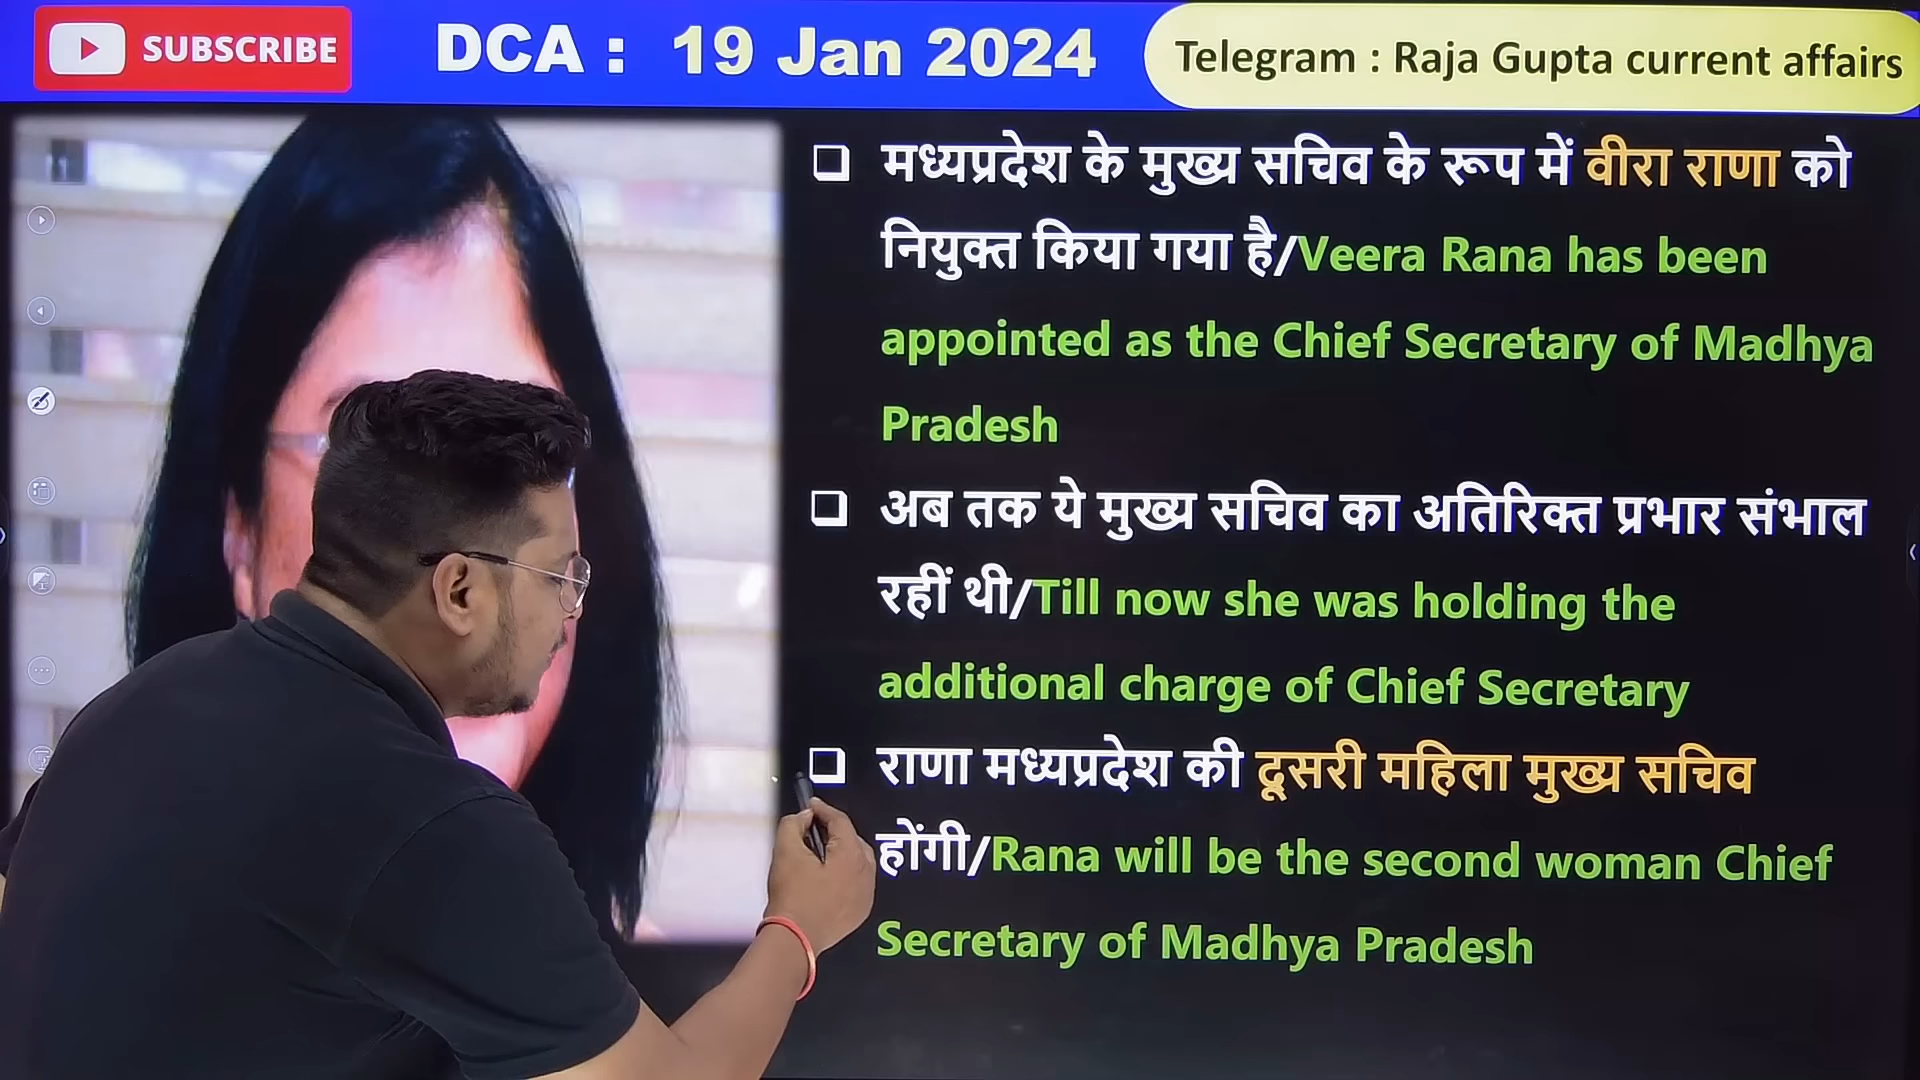 SUBSCRIBE
DCA : 19 Jan 2024
Telegram : Raja Gupta current affairs
मध्यप्रदेश के मुख्य सचिव के रूप में वीरा राणा को
नियुक्त किया गया है/Veera Rana has been
appointed as the Chief Secretary of Madhya
Pradesh
अब तक ये मुख्य सचिव का अतिरिक्त प्रभार संभाल
रहीं थी/Till now she was holding the
additional charge of Chief Secretary
राणा मध्यप्रदेश की दूसरी महिला मुख्य सचिव
होंगी/Rana will be the second woman Chief
Secretary of Madhya Pradesh